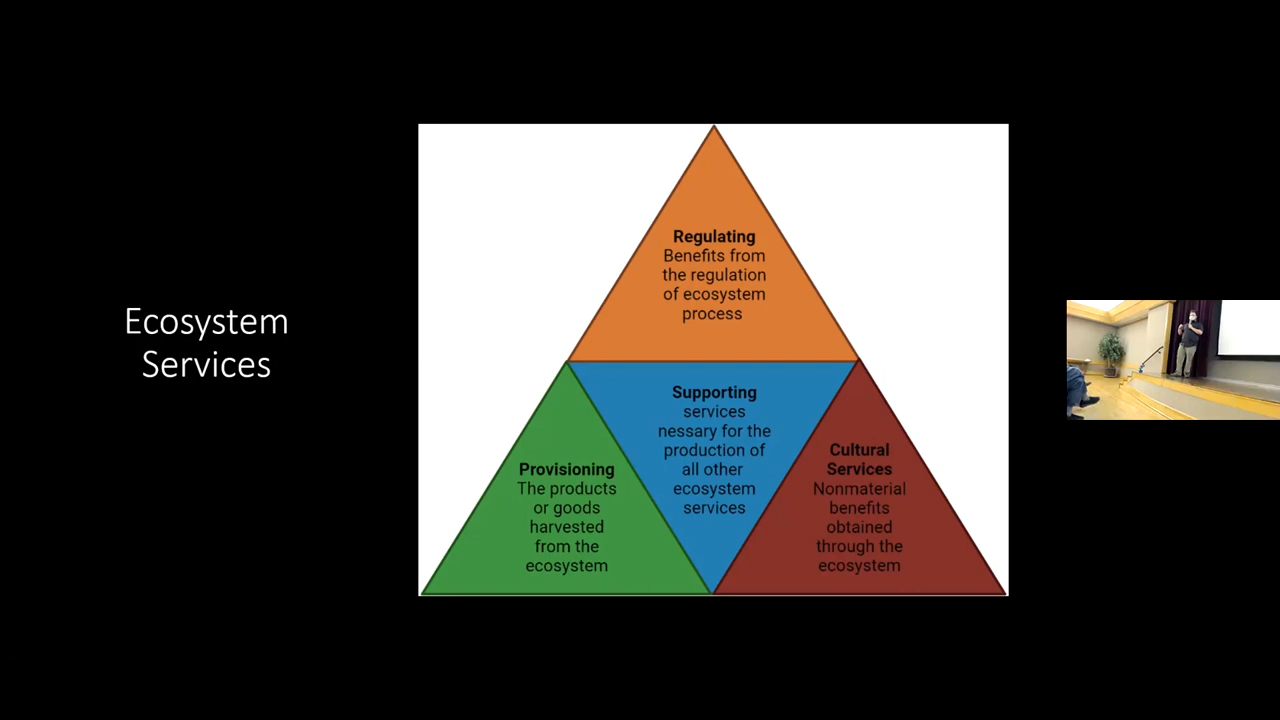 Ecosystem
Services
Regulating
Benefits from
the regulation
of ecosystem
process
Supporting
services
nessary for the
production of
all other
ecosystem
services
Provisioning
The products
or goods
harvested
from the
ecosystem
Cultural
Services
Nonmaterial
benefits
obtained
through the
ecosystem